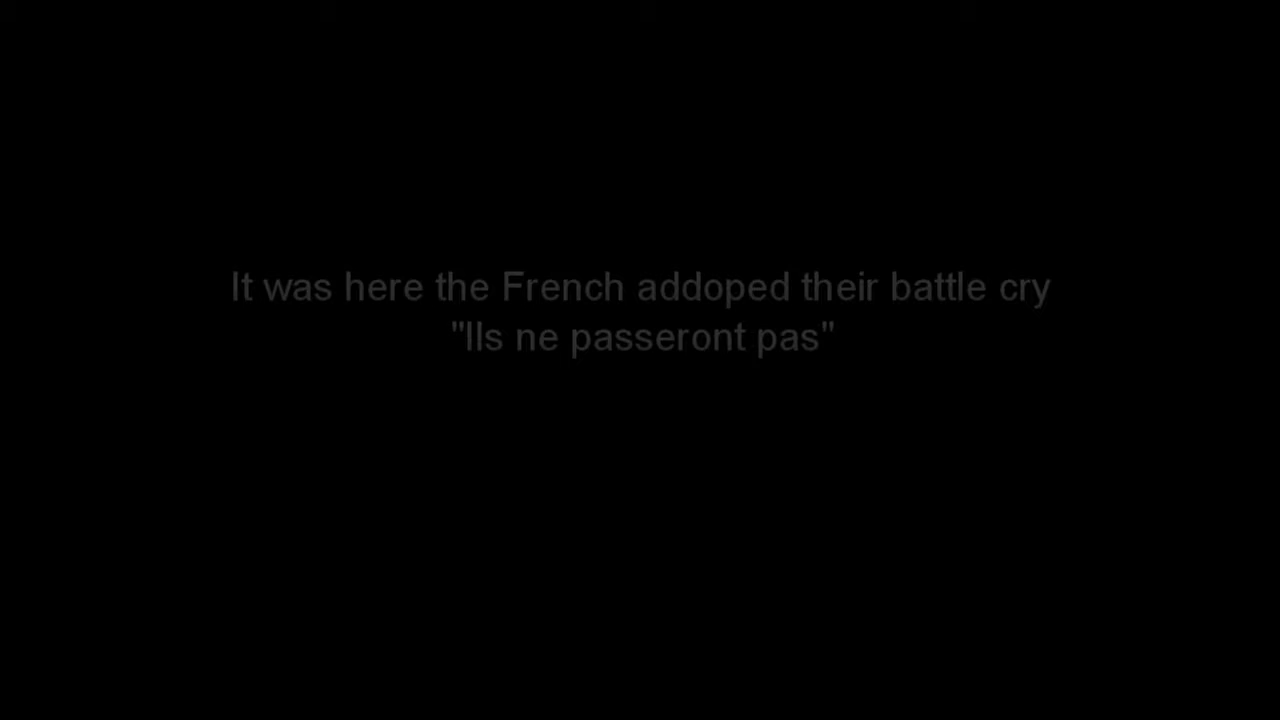 It was here the French addoped their battle cry
"Ils ne passeront pas"